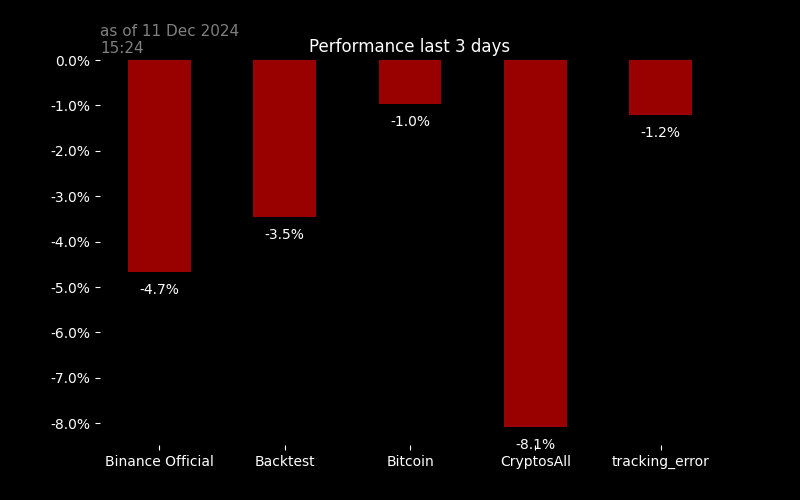 as of 11 Dec 2024
15:24
Performance last 3 days
0.0%
-1.0%
-2.0%
-3.0%
-4.0%
-5.0%
-6.0%
-7.0%
-8.0%
-4.7%
-3.5%
-1.0%
-8.1%
-1.2%
Binance Official
Backtest
Bitcoin
CryptosAll
tracking_error